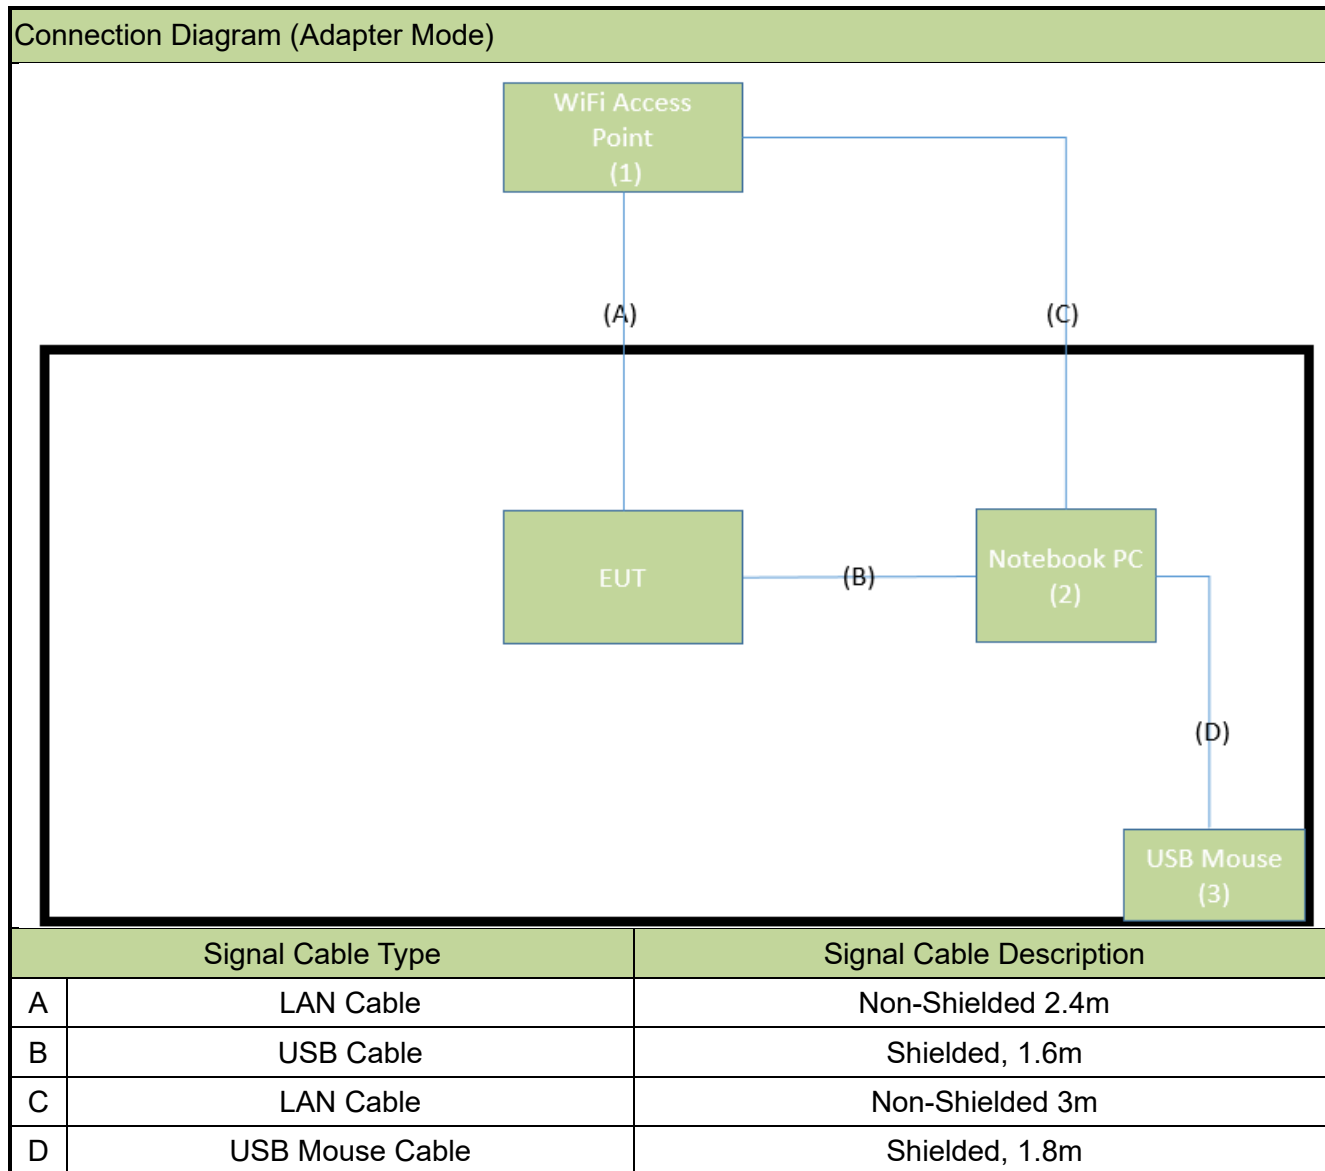 Connection Diagram (Adapter Mode)
WiFi Access
Point
(1)
(A)
(C)
EUT
(B)
Notebook PC
(2)
(D)
USB Mouse
(3)
Signal Cable Type Signal Cable Description
A LAN Cable Non-Shielded 2.4m
B USB Cable Shielded, 1.6m
C LAN Cable Non-Shielded 3m
D USB Mouse Cable Shielded, 1.8m